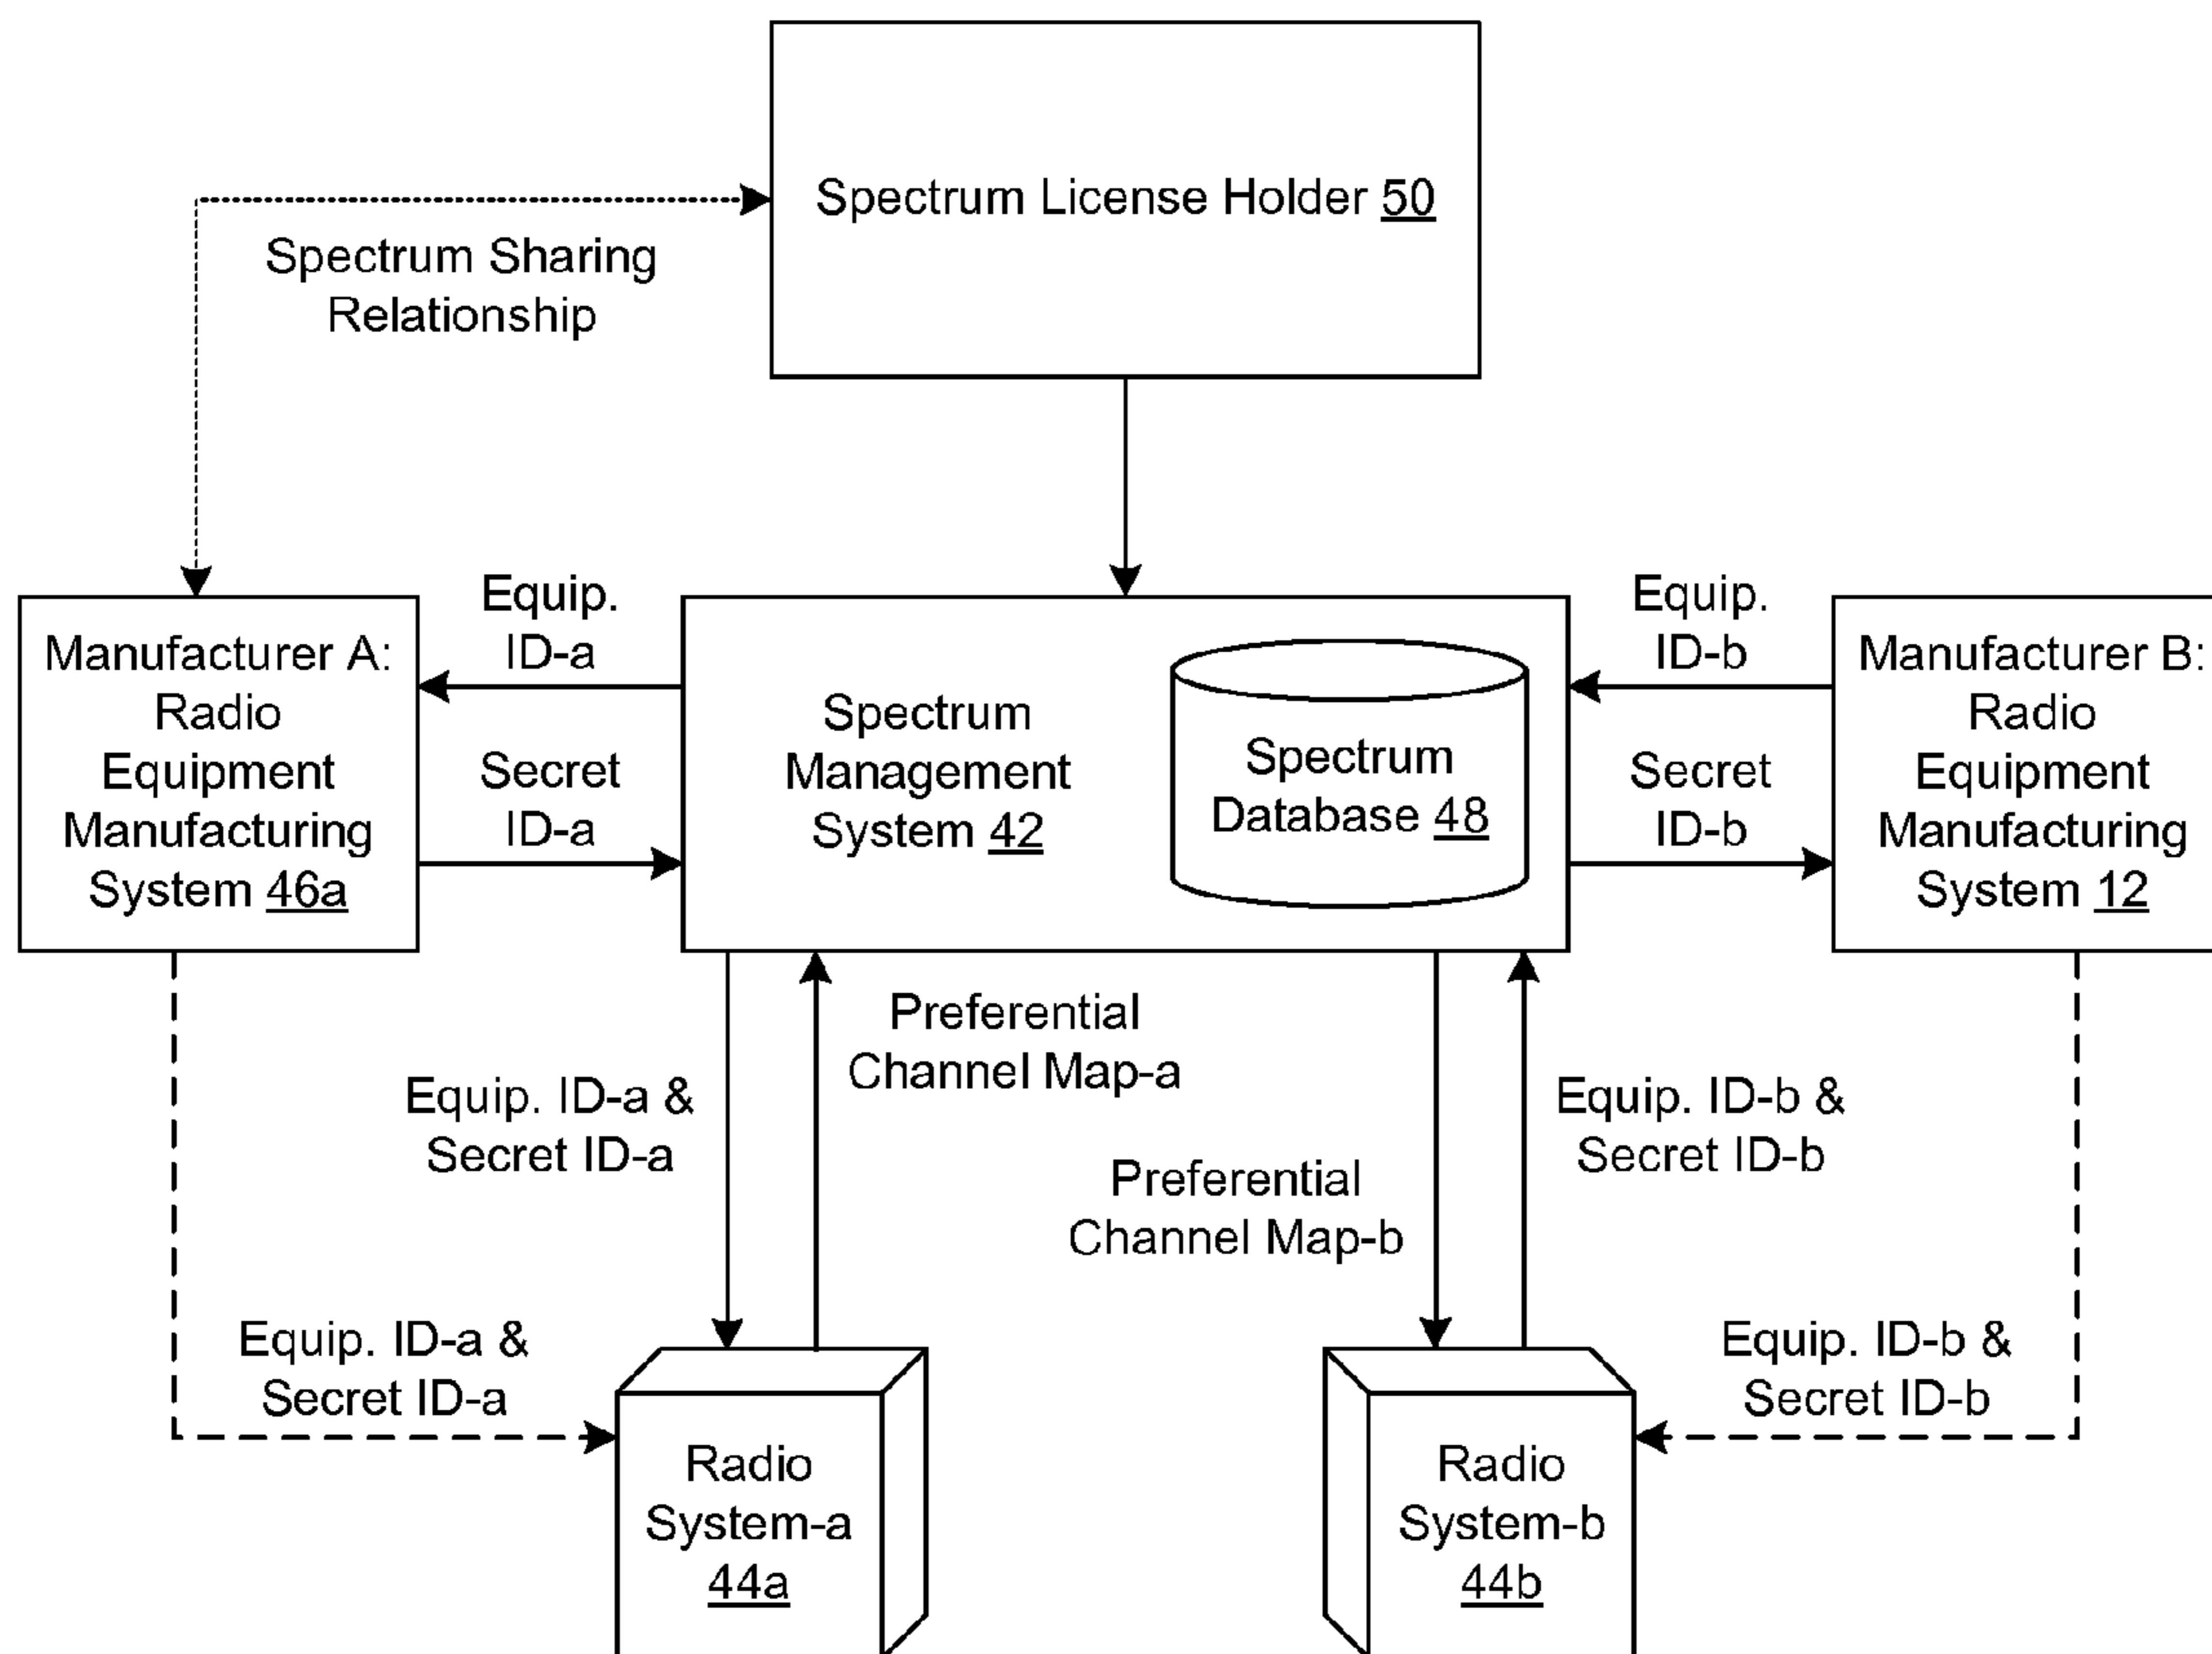 Spectrum License Holder 50
Spectrum Sharing
Relationship
Equip.
ID-a
Secret
ID-a
Manufacturer A:
Radio
Equipment
Manufacturing
System 46a
Spectrum
Management
System 42
Spectrum
Database 48
Equip.
ID-b
Secret
ID-b
Manufacturer B:
Radio
Equipment
Manufacturing
System 12
Preferential
Channel Map-a
Equip. ID-a &
Secret ID-a
Preferential
Channel Map-b
Equip. ID-b &
Secret ID-b
Equip. ID-a &
Secret ID-a
Equip. ID-b &
Secret ID-b
Radio
System-a
44a
Radio
System-b
44b